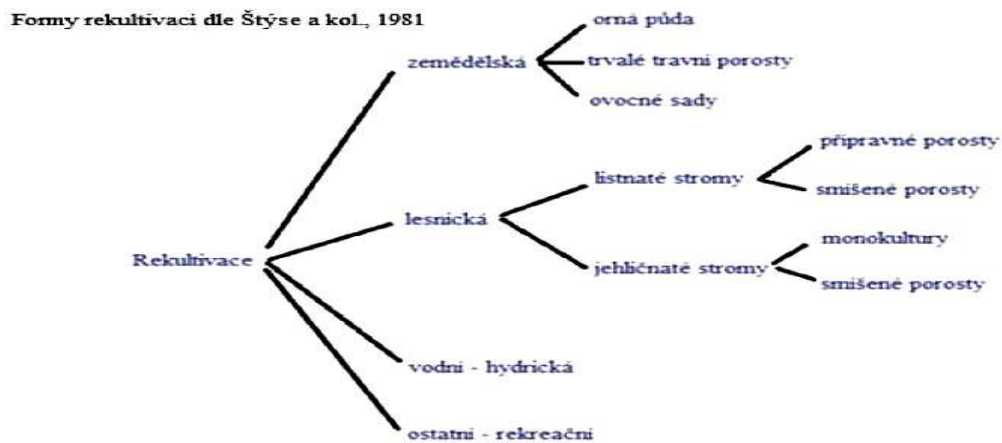 Formy rekultivací dle Štýse a kol., 1981
orná půda
zemědělská
trvalé travní porosty
ovocné sady
přípravné porosty
listnaté stromy
smíšené porosty
lesnická
monokultury
Rekultivace
jehličnaté stromy
smíšené porosty
vodní - hydrická
ostatní - rekreační